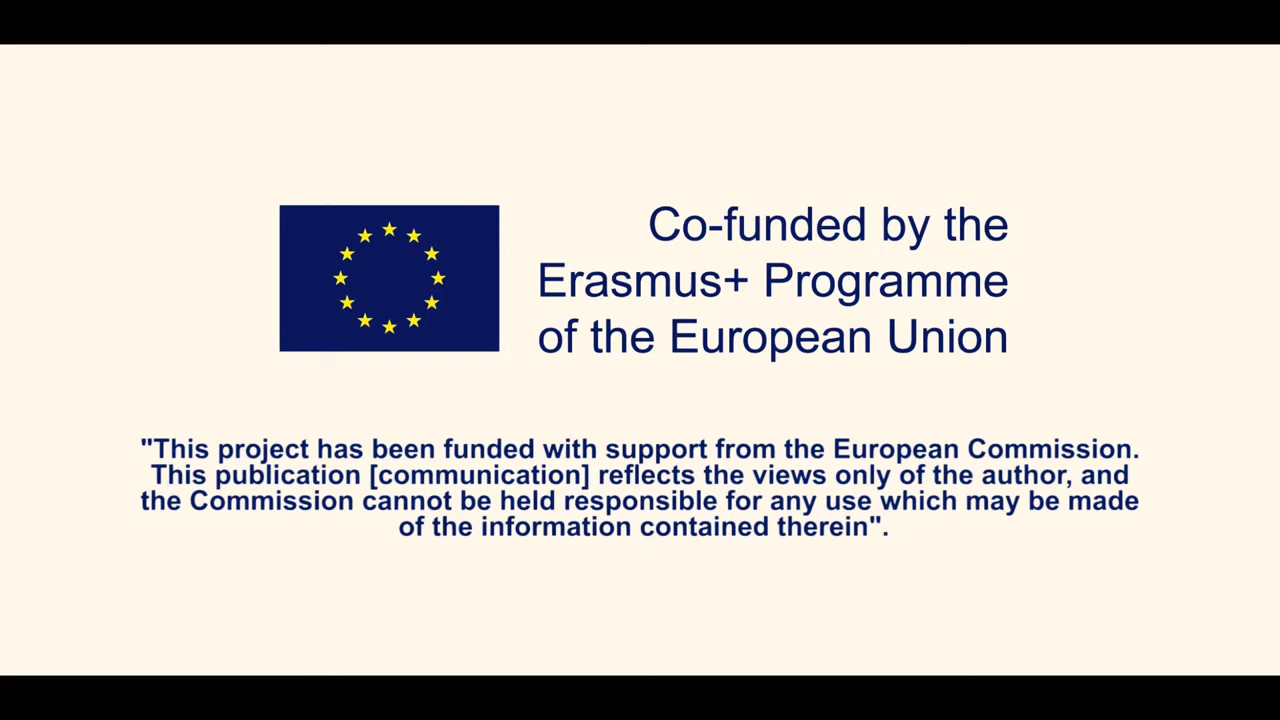 Co-funded by the
Erasmus+ Programme
of the European Union
"This project has been funded with support from the European Commission.
This publication [communication] reflects the views only of the author, and
the Commission cannot be held responsible for any use which may be made
of the information contained therein".